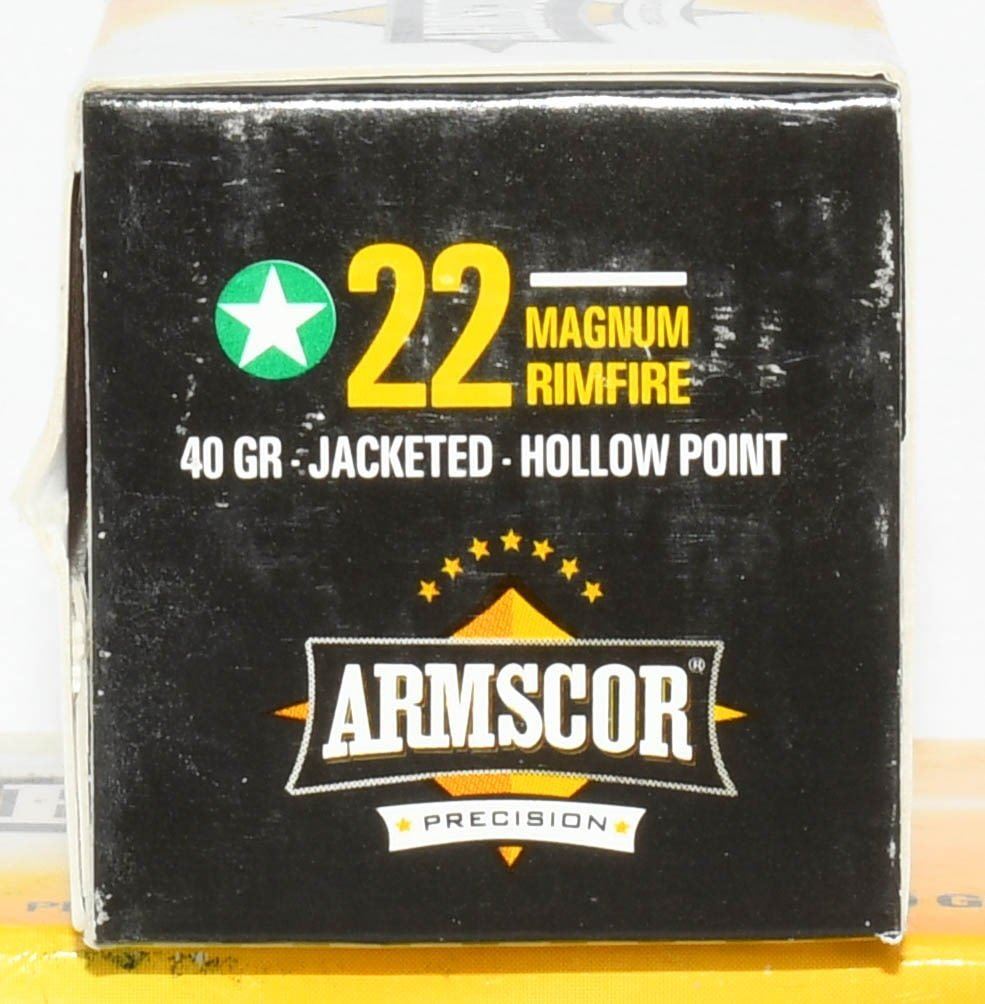 22 MAGNUM
RIMFIRE
40 GR - JACKETED - HOLLOW POINT
ARMSCOR®
PRECISION